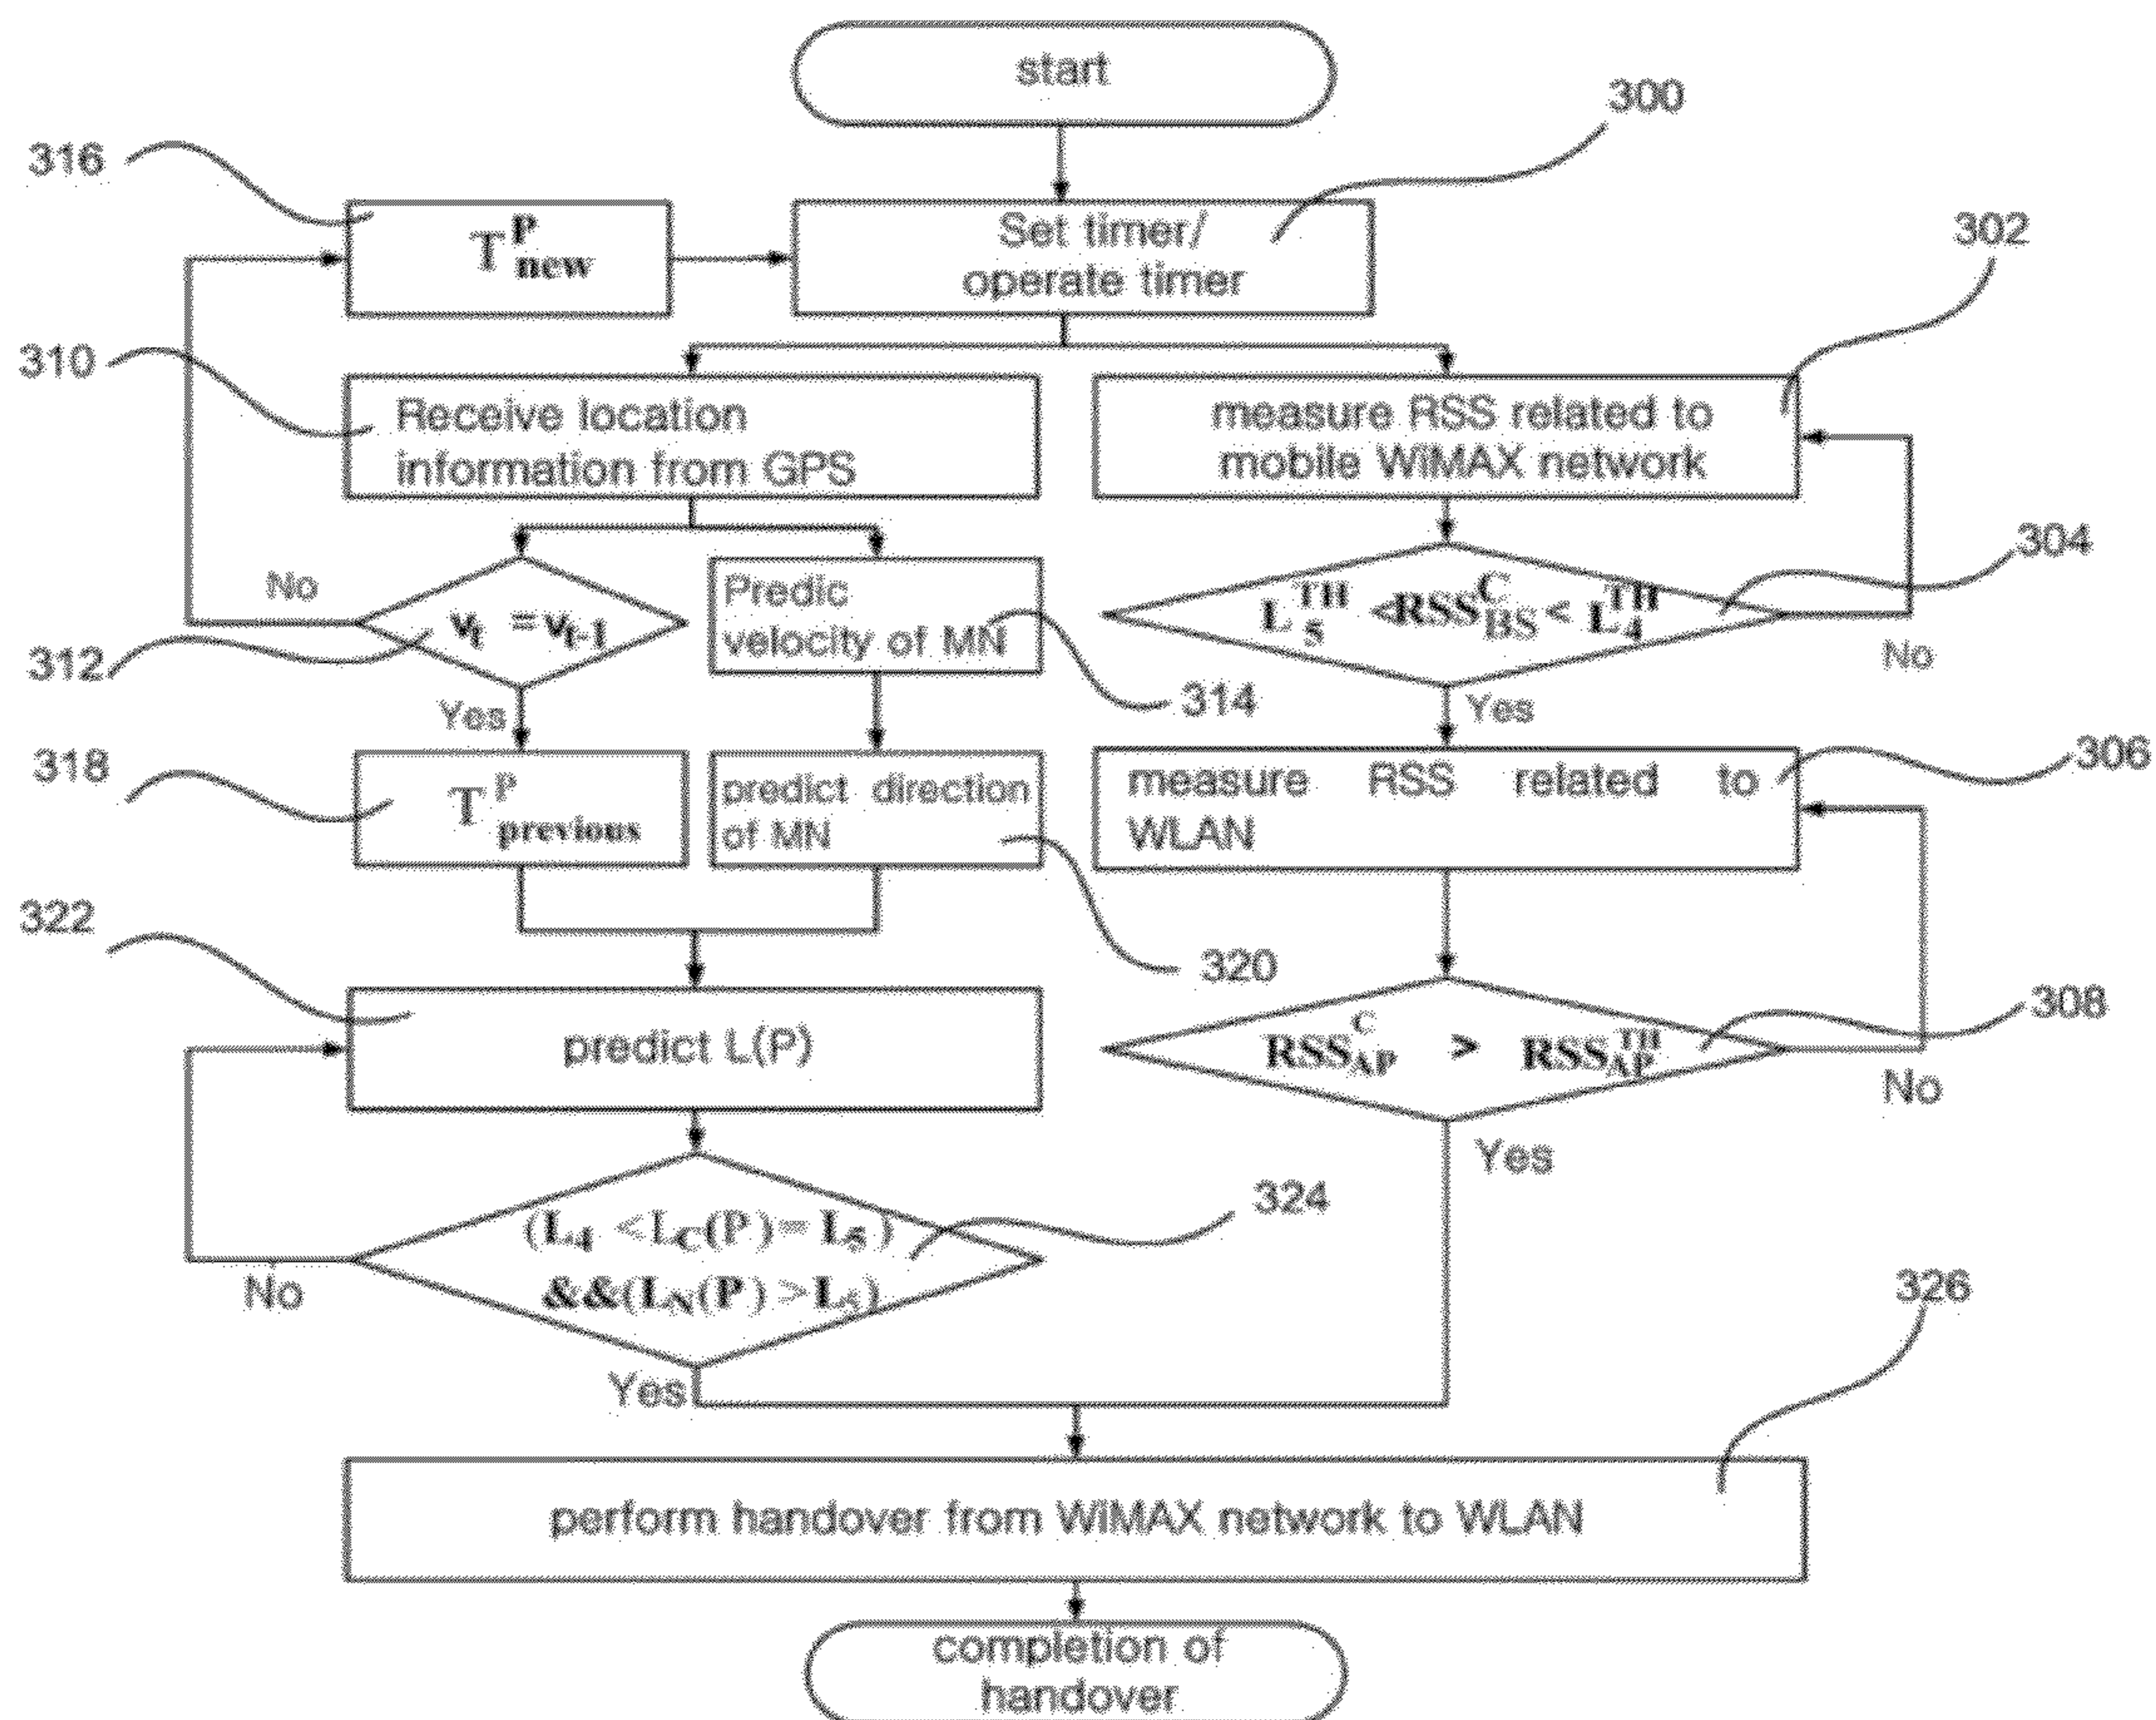 start
300
316
T^P_new
Set timer/
operate timer
302
310
Receive location
information from GPS
measure RSS related to
mobile WiMAX network
304
No
v_t = v_t-1
Predic
velocity of MN
L^TH_5 <RSS^C_BS< L^TH_4
No
312
314
Yes
Yes
318
T^P_previous
predict direction
of MN
measure RSS related to
WLAN
306
322
320
308
predict L(P)
RSS^C_AP > RSS^TH_AP
No
Yes
324
(L_4 <L_C(P)= L_5)
&&(L_N(P) >L_5)
No
326
Yes
perform handover from WiMAX network to WLAN
completion of
handover